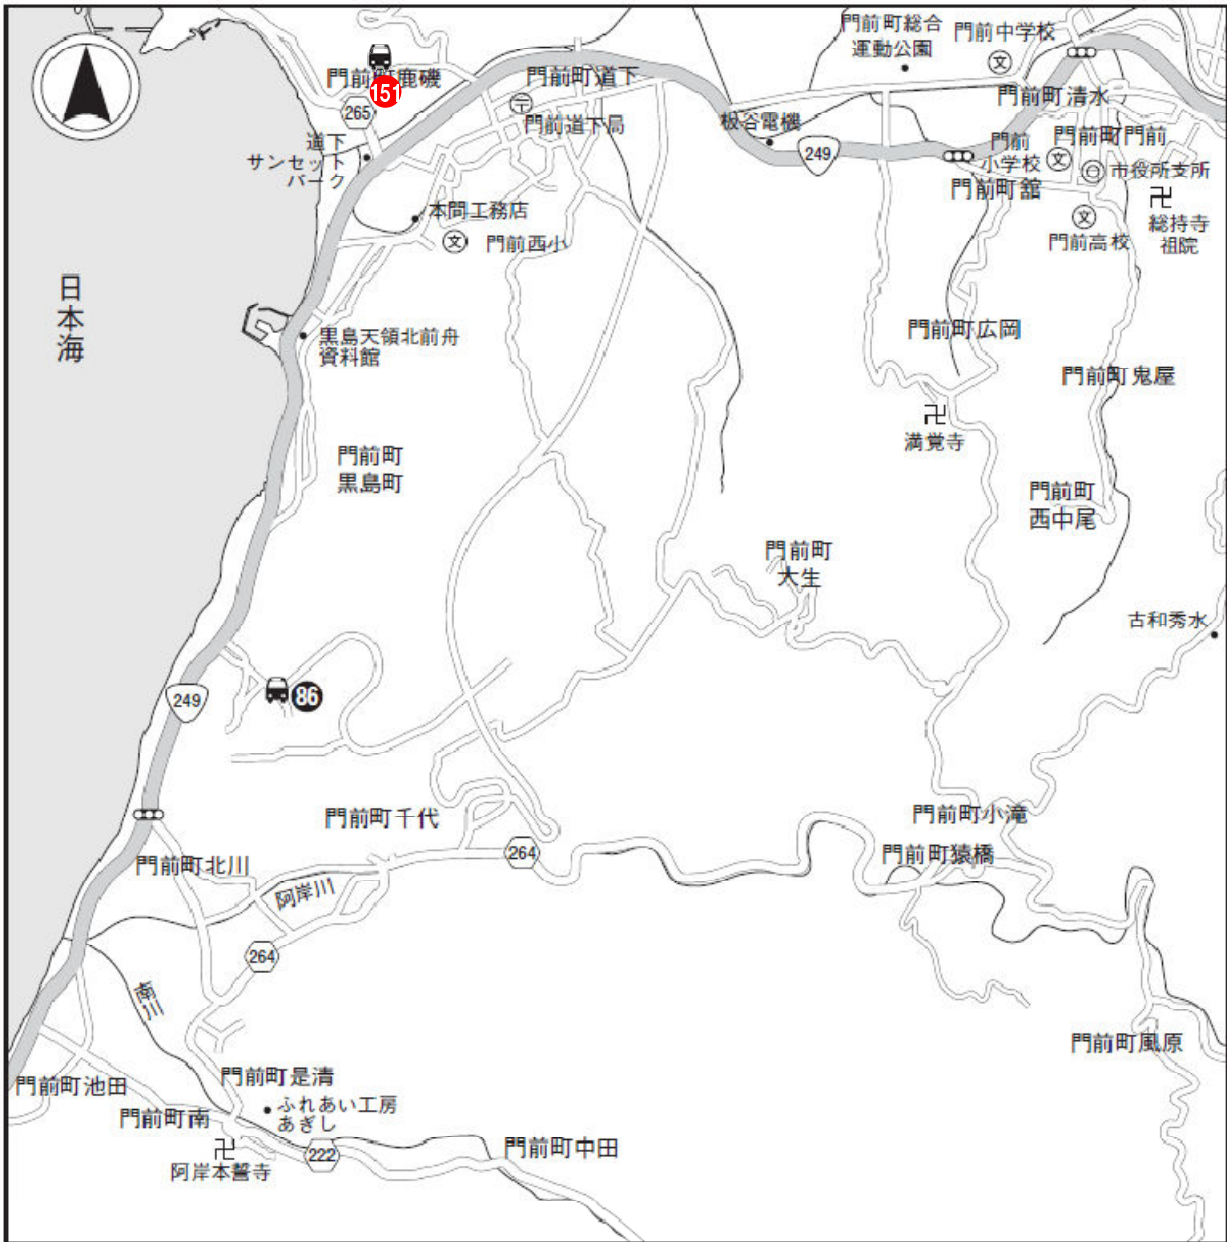 門前町総合
運動公園
門前中学校
文
151
門前町鹿磯
265
門前町道下
〒
門前道下局
道下
サンセット
パーク
板谷電機
249
門前町清水
門前
小学校
文
門前町門前
市役所支所
門前町舘
文
門前高校
卍
総持寺
祖院
本間工務店
文
門前西小
日本海
黒島天領北前舟
資料館
門前町広岡
門前町鬼屋
卍
満覚寺
門前町
黒島町
門前町
西中尾
門前町
大生
古和秀水
249
86
門前町千代
門前町小滝
264
門前町猿橋
門前町北川
阿岸川
264
南川
門前町風原
門前町池田
門前町是清
門前町南
ふれあい工房
あぎし
卍
阿岸本誓寺
222
門前町中田